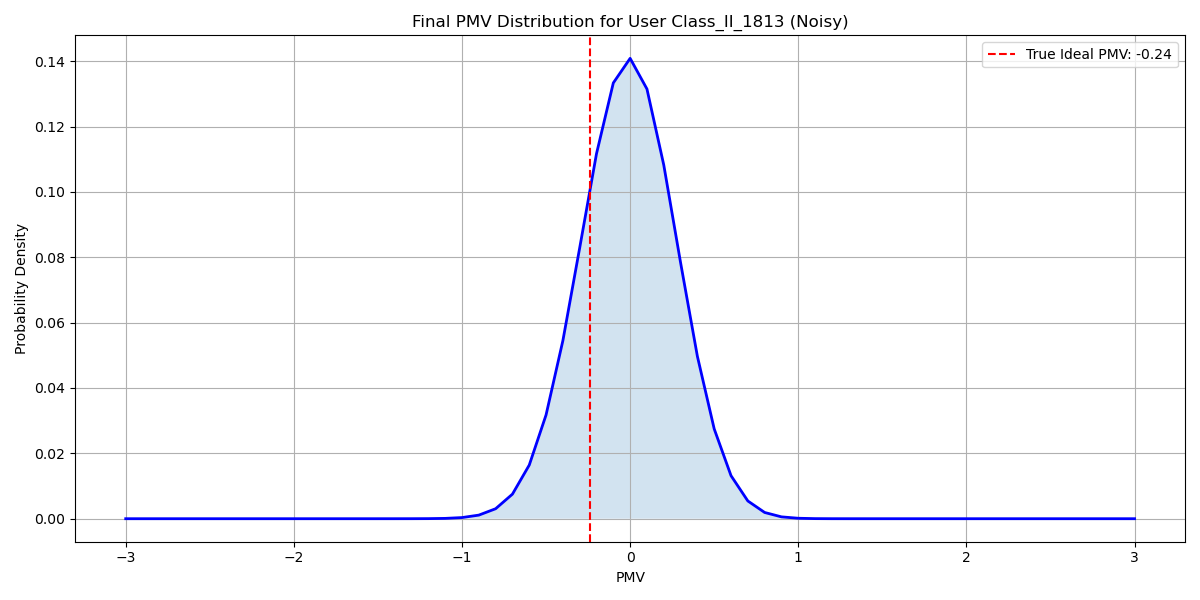 Final PMV Distribution for User Class_II_1813 (Noisy)
True Ideal PMV: -0.24
Probability Density
0.14
0.12
0.10
0.08
0.06
0.04
0.02
0.00
−3 −2 −1 0 1 2 3
PMV